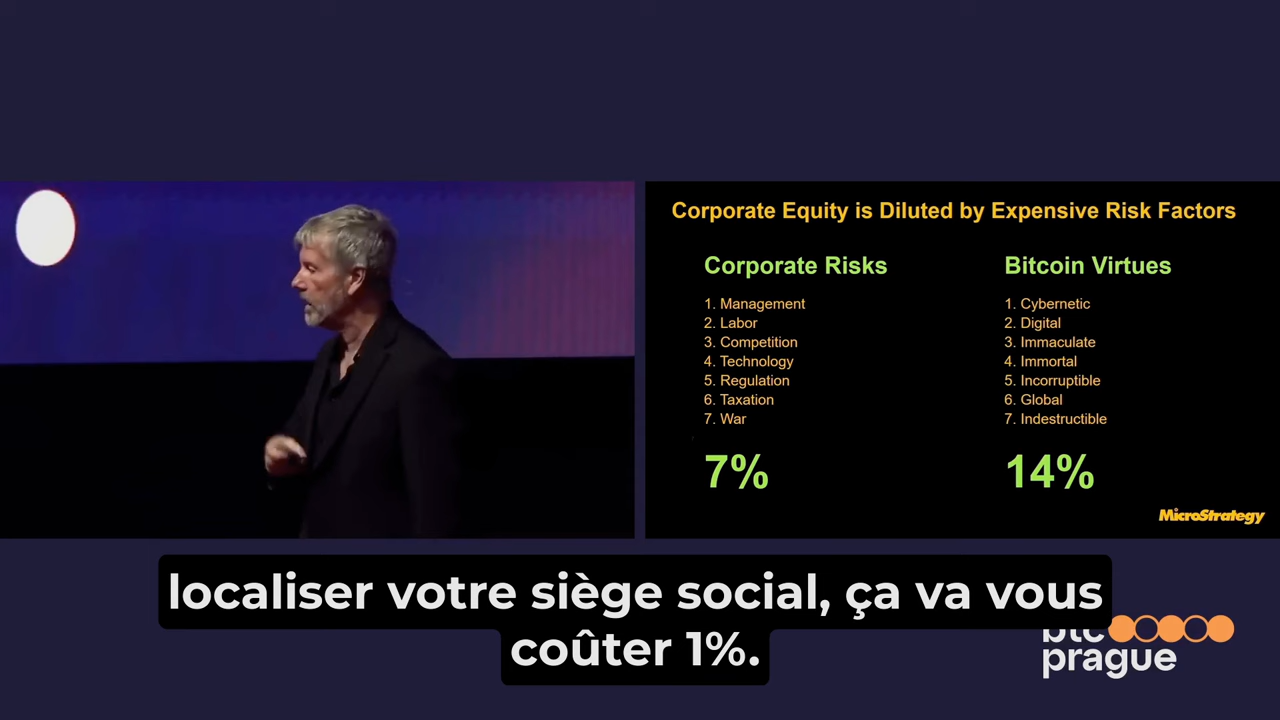 Corporate Equity is Diluted by Expensive Risk Factors
Corporate Risks
1. Management
2. Labor
3. Competition
4. Technology
5. Regulation
6. Taxation
7. War
7%
Bitcoin Virtues
1. Cybernetic
2. Digital
3. Immaculate
4. Immortal
5. Incorruptible
6. Global
7. Indestructible
14%
MicroStrategy
localiser votre siège social, ça va vous
coûter 1%.
btc
prague